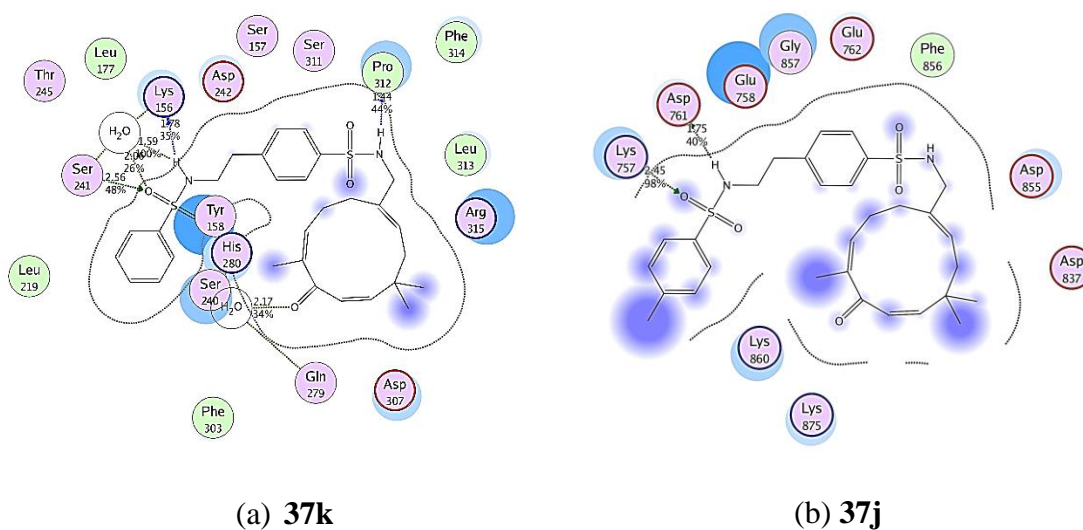 Ser
157
Ser
311
Phe
314
Leu
177
Thr
245
Asp
242
Pro
312
1.44
44%
Lys
156
1.78
35%
H₂O
1.59
100%
2.00
26%
Ser
241
2.56
48%
H
N
O
S
O
O
S
NH
O
Leu
313
Arg
315
Tyr
158
His
280
Leu
219
Ser
240
H₂O
2.17
34%
O
Gln
279
Asp
307
Phe
303
(a) 37k
Glu
762
Gly
857
Phe
856
Glu
758
Asp
761
1.75
40%
Lys
757
2.45
98%
H
N
O
S
O
O
S
NH
O
Asp
855
Asp
837
O
Lys
860
Lys
875
(b) 37j